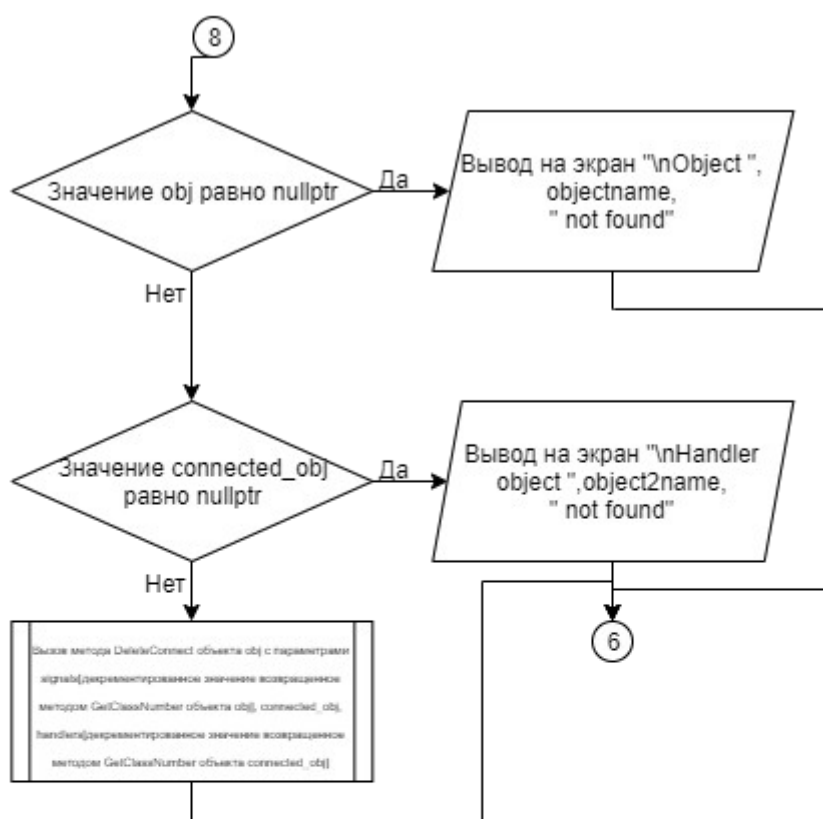 8
Значение obj равно nullptr
Да
Вывод на экран "\nObject ",
objectname,
" not found"
Нет
Значение connected_obj
равно nullptr
Да
Вывод на экран "\nHandler
object ",object2name,
" not found"
Нет
Вызов метода DeleteConnect объекта obj с параметрами
signals[декрементированное значение возвращенное
методом GetClassNumber объекта obj], connected_obj,
handlers[декрементированное значение возвращенное
методом GetClassNumber объекта connected_obj]
6